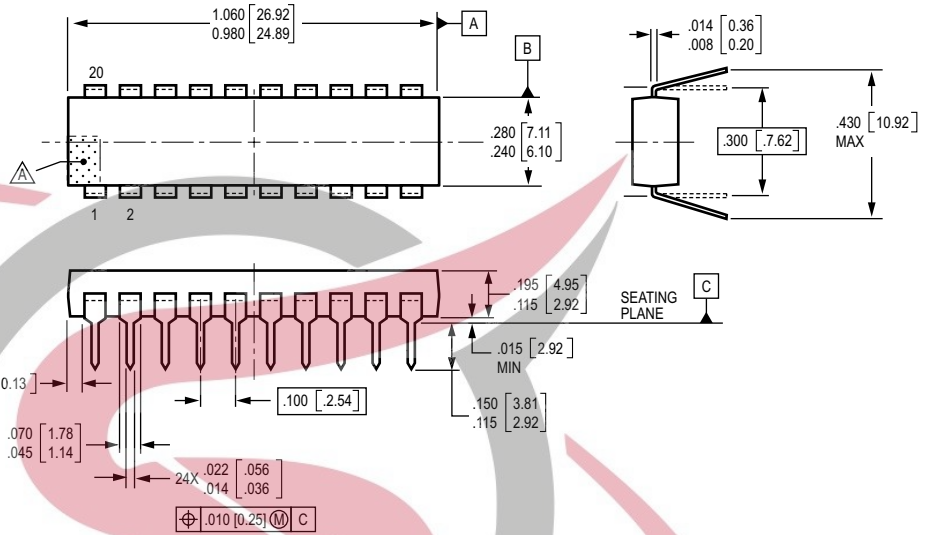 1.060 [26.92]
0.980 [24.89]
A
.014 [0.36]
.008 [0.20]
B
20
.280 [7.11]
.240 [6.10]
.300 [.7.62]
.430 [10.92]
MAX
A
1 2
.195 [4.95]
.115 [2.92]
SEATING
PLANE
C
.015 [2.92]
MIN
0.13]
.100 [.2.54]
.150 [3.81]
.115 [2.92]
.070 [1.78]
.045 [1.14]
24X .022 [.056]
.014 [.036]
⌖ .010 [0.25] Ⓜ C